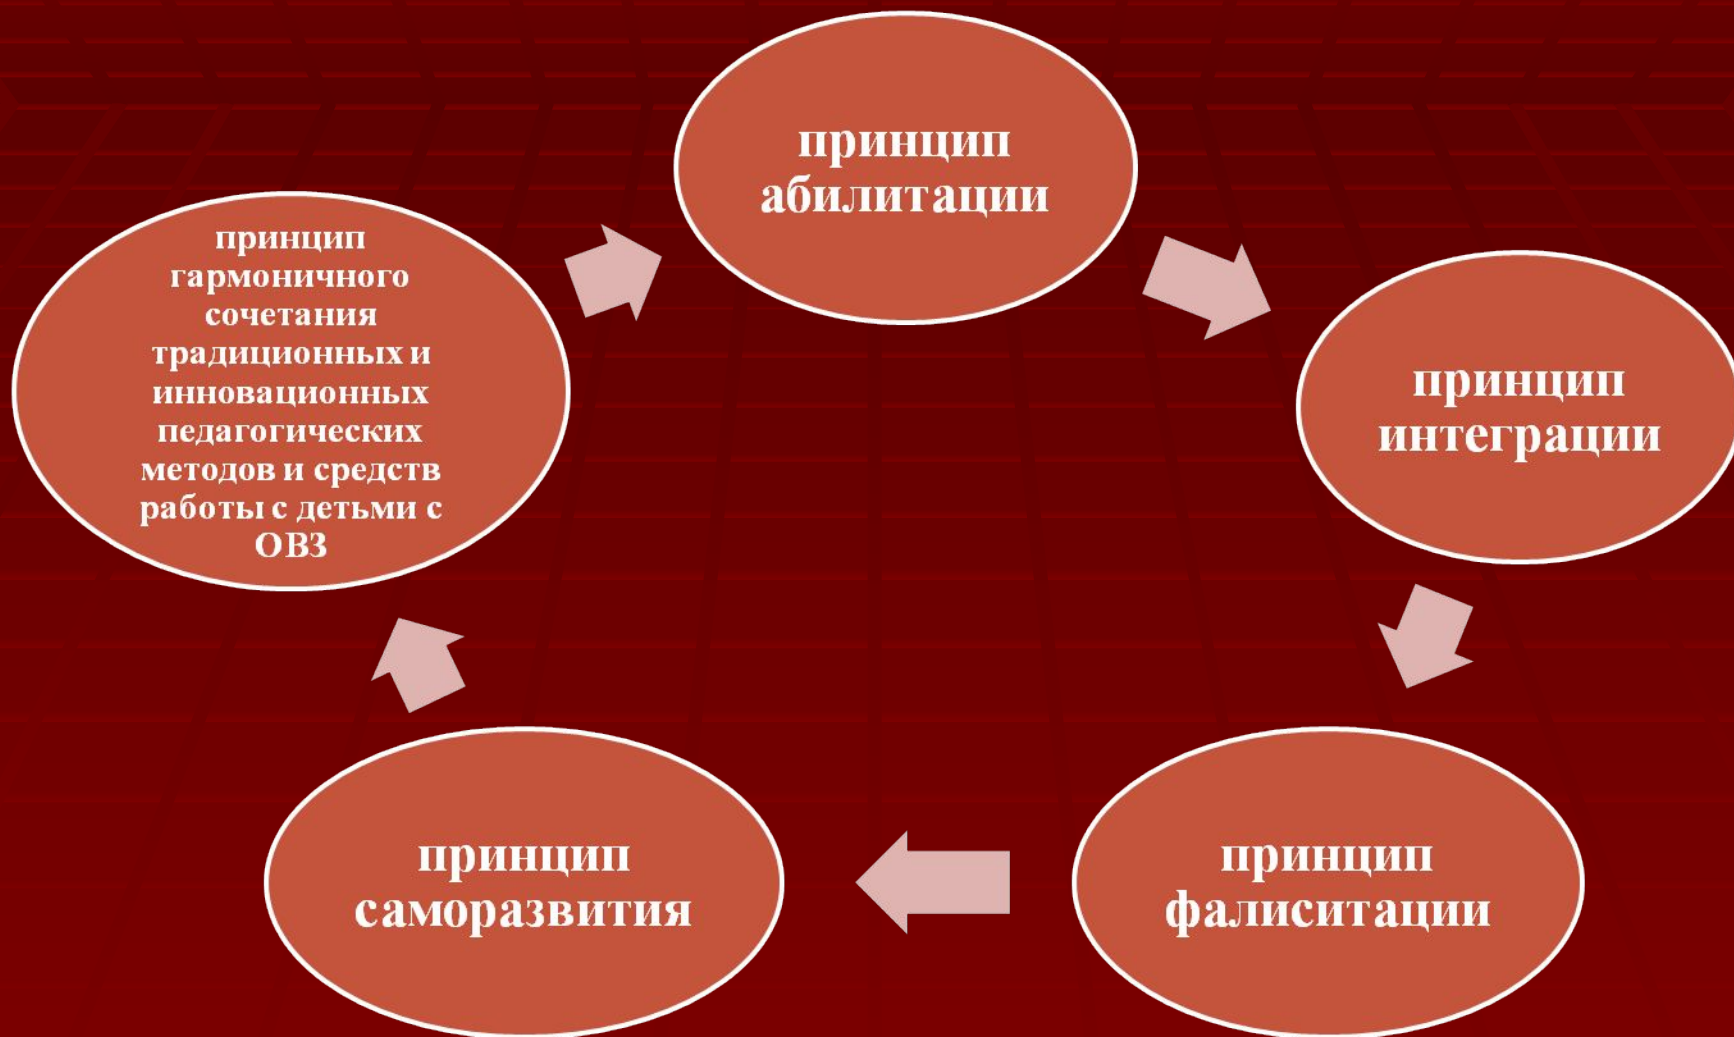 принцип
абилитации
принцип
интеграции
принцип
фалиситации
принцип
саморазвития
принцип
гармоничного
сочетания
традиционных и
инновационных
педагогических
методов и средств
работы с детьми с
ОВЗ